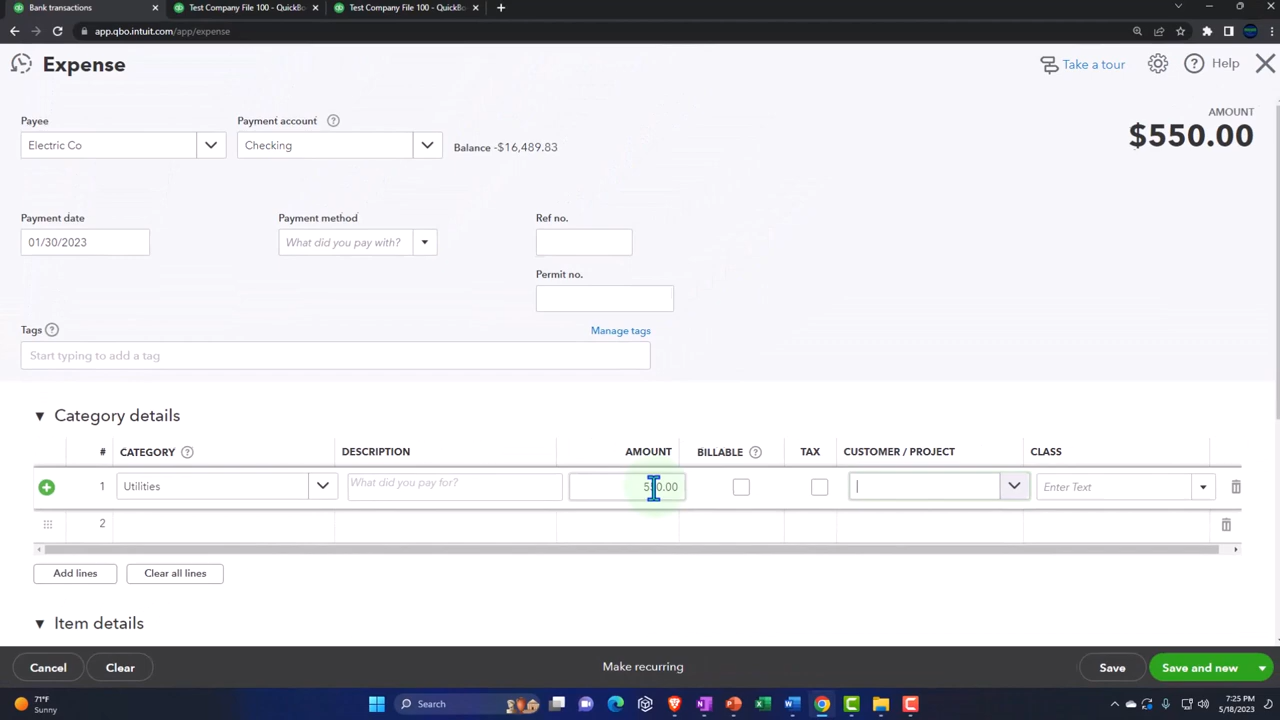 Bank transactions
Test Company File 100 - QuickBo
Test Company File 100 - QuickBo
app.qbo.intuit.com/app/expense
Expense
Take a tour
Help
Payee
Payment account
AMOUNT
Electric Co
Checking
Balance -$16,489.83
$550.00
Payment date
Payment method
Ref no.
01/30/2023
What did you pay with?
Permit no.
Tags
Manage tags
Start typing to add a tag
Category details
# CATEGORY DESCRIPTION AMOUNT BILLABLE TAX CUSTOMER / PROJECT CLASS
1 Utilities What did you pay for? 550.00 Enter Text
2
Add lines
Clear all lines
Item details
Cancel
Clear
Make recurring
Save
Save and new
71°F
Sunny
Search
7:25 PM
5/18/2023